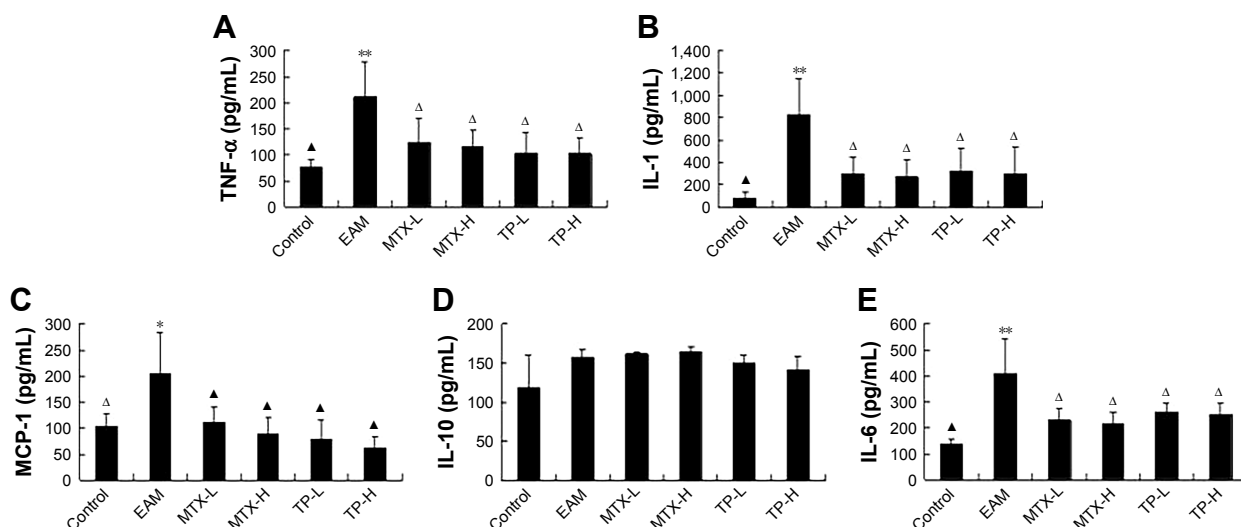 A
TNF-α (pg/mL)
300
250
200
150
100
50
0
▲
**
Δ
Δ
Δ
Δ
Control
EAM
MTX-L
MTX-H
TP-L
TP-H
B
IL-1 (pg/mL)
1,400
1,200
1,000
800
600
400
200
0
▲
**
Δ
Δ
Δ
Δ
Control
EAM
MTX-L
MTX-H
TP-L
TP-H
C
MCP-1 (pg/mL)
300
250
200
150
100
50
0
Δ
*
▲
▲
▲
▲
Control
EAM
MTX-L
MTX-H
TP-L
TP-H
D
IL-10 (pg/mL)
200
150
100
50
0
Control
EAM
MTX-L
MTX-H
TP-L
TP-H
E
IL-6 (pg/mL)
600
500
400
300
200
100
0
▲
**
Δ
Δ
Δ
Δ
Control
EAM
MTX-L
MTX-H
TP-L
TP-H